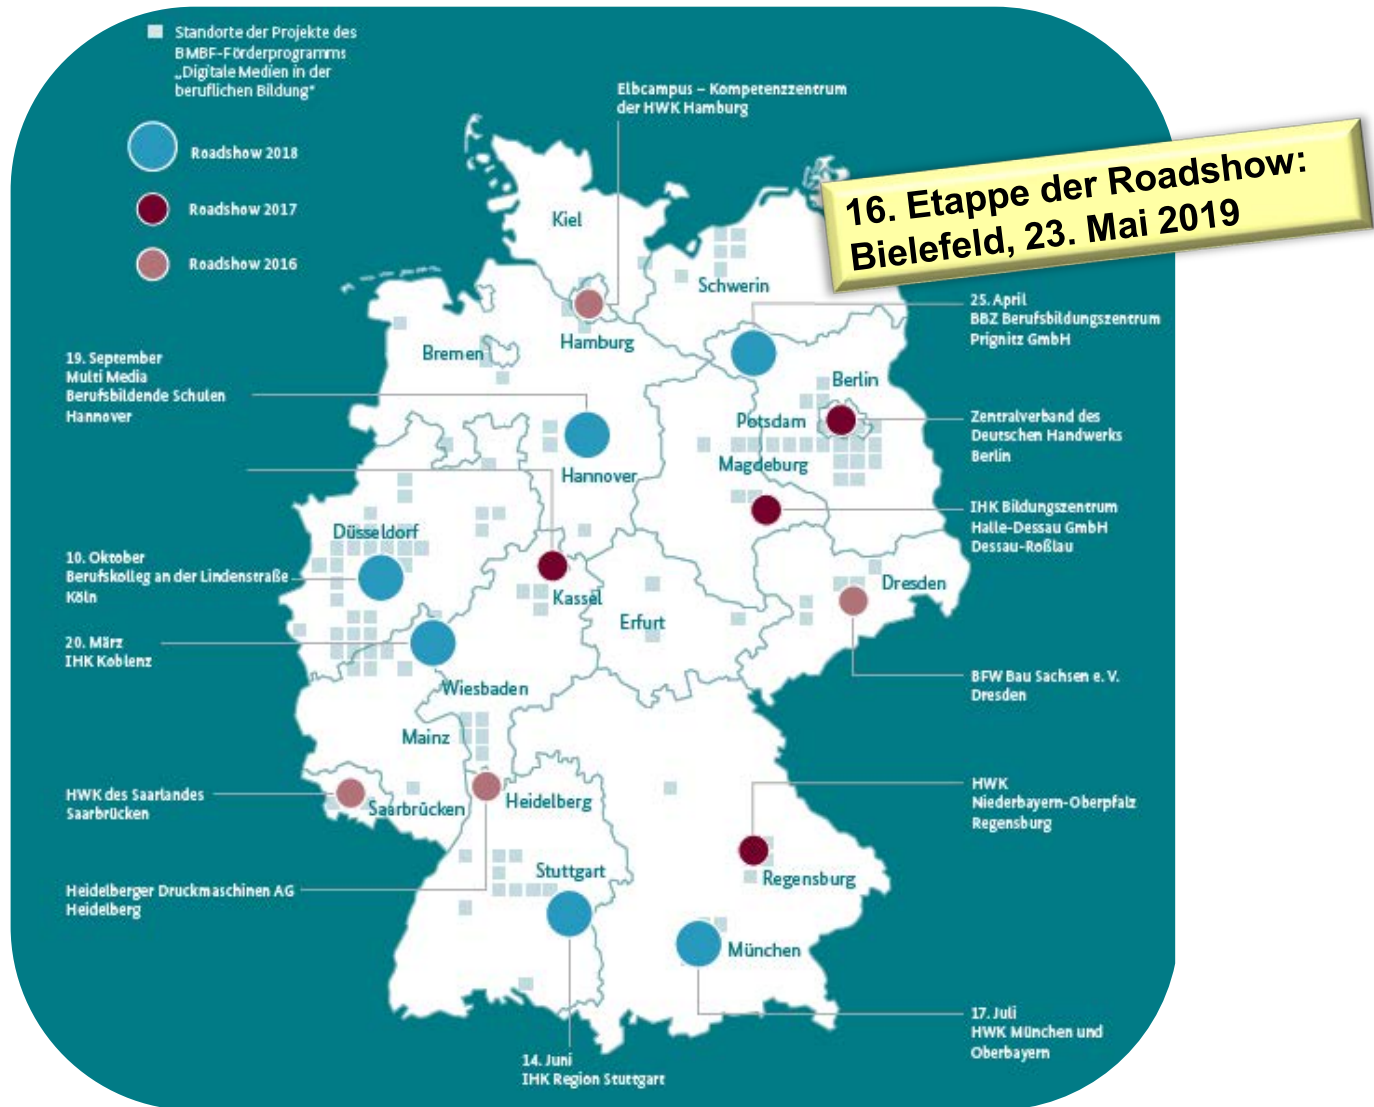 Standorte der Projekte des
BMBF-Förderprogramms
„Digitale Medien in der
beruflichen Bildung“
Roadshow 2018
Roadshow 2017
Roadshow 2016
Elbcampus – Kompetenzzentrum
der HWK Hamburg
16. Etappe der Roadshow:
Bielefeld, 23. Mai 2019
Kiel
Schwerin
Hamburg
Bremen
25. April
BBZ Berufsbildungszentrum
Prignitz GmbH
19. September
Multi Media
Berufsbildende Schulen
Hannover
Berlin
Potsdam
Zentralverband des
Deutschen Handwerks
Berlin
Magdeburg
Hannover
IHK Bildungszentrum
Halle-Dessau GmbH
Dessau-Roßlau
Düsseldorf
10. Oktober
Berufskolleg an der Lindenstraße
Köln
Kassel
Dresden
Erfurt
20. März
IHK Koblenz
BFW Bau Sachsen e. V.
Dresden
Wiesbaden
Mainz
HWK des Saarlandes
Saarbrücken
Saarbrücken
Heidelberg
HWK
Niederbayern-Oberpfalz
Regensburg
Stuttgart
Regensburg
Heidelberger Druckmaschinen AG
Heidelberg
München
17. Juli
HWK München und
Oberbayern
14. Juni
IHK Region Stuttgart